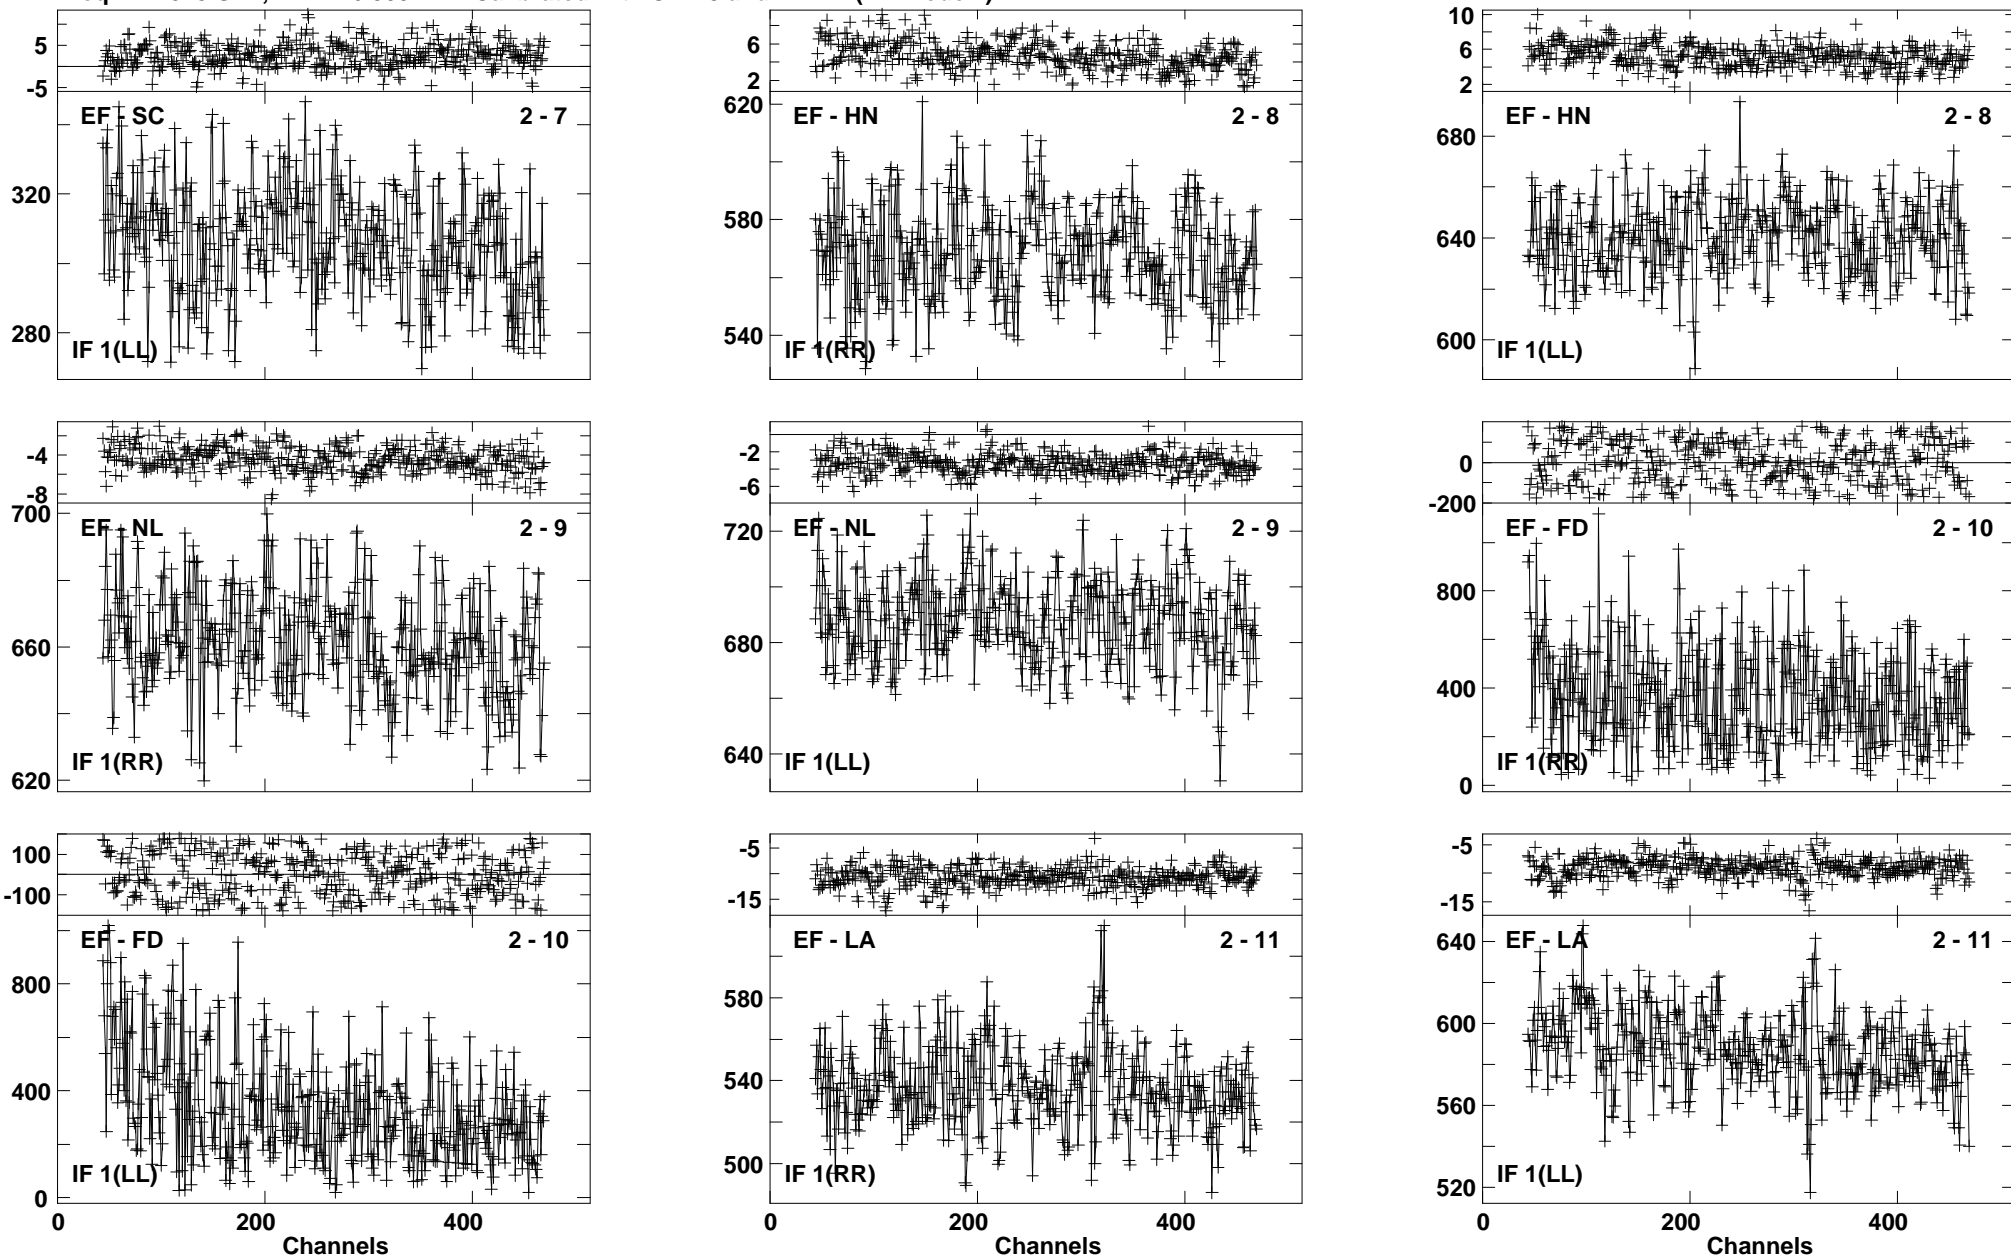 5 -5
EF - SC 2 - 7
320
280
IF 1(LL)
6 2
620
EF - HN 2 - 8
580
540
IF 1(RR)
10 6 2
EF - HN 2 - 8
680
640
600
IF 1(LL)
-4 -8
700
EF - NL 2 - 9
660
620
IF 1(RR)
-2 -6
EF - NL 2 - 9
720
680
640
IF 1(LL)
0 -200
EF - FD 2 - 10
800
400
0
IF 1(RR)
100 -100
EF - FD 2 - 10
800
400
0
IF 1(LL)
0 200 400
Channels
-5 -15
EF - LA 2 - 11
580
540
500
IF 1(RR)
0 200 400
Channels
-5 -15
EF - LA 2 - 11
640
600
560
520
IF 1(LL)
0 200 400
Channels